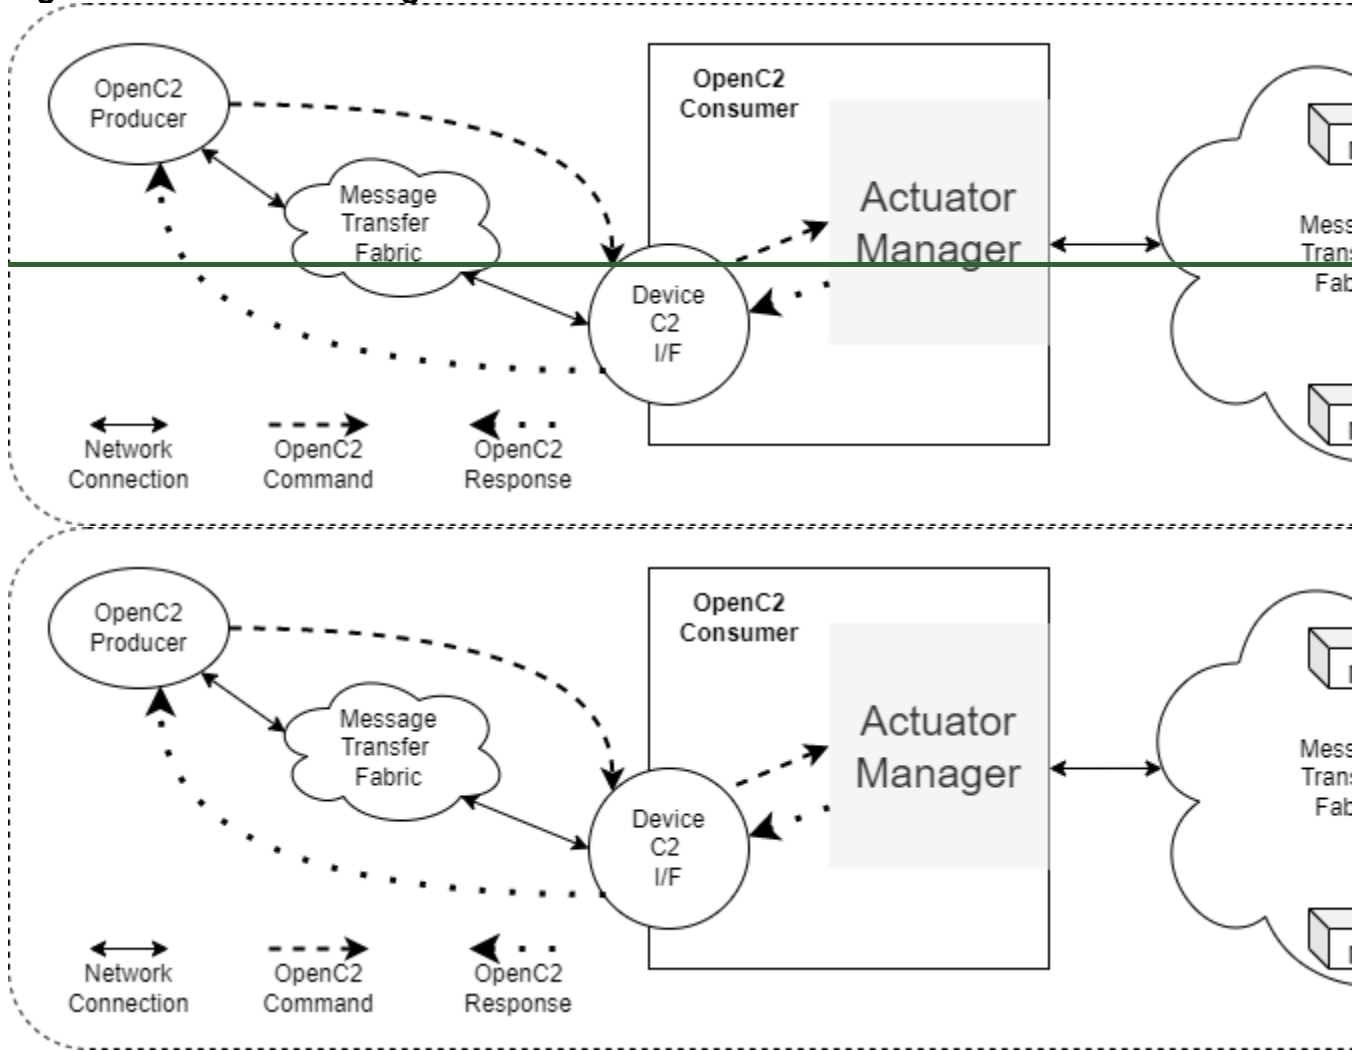 OpenC2
Producer
Message
Transfer
Fabric
OpenC2
Consumer
Actuator
Manager
Device
C2
I/F
Network
Connection
OpenC2
Command
OpenC2
Response
OpenC2
Producer
Message
Transfer
Fabric
OpenC2
Consumer
Actuator
Manager
Device
C2
I/F
Network
Connection
OpenC2
Command
OpenC2
Response